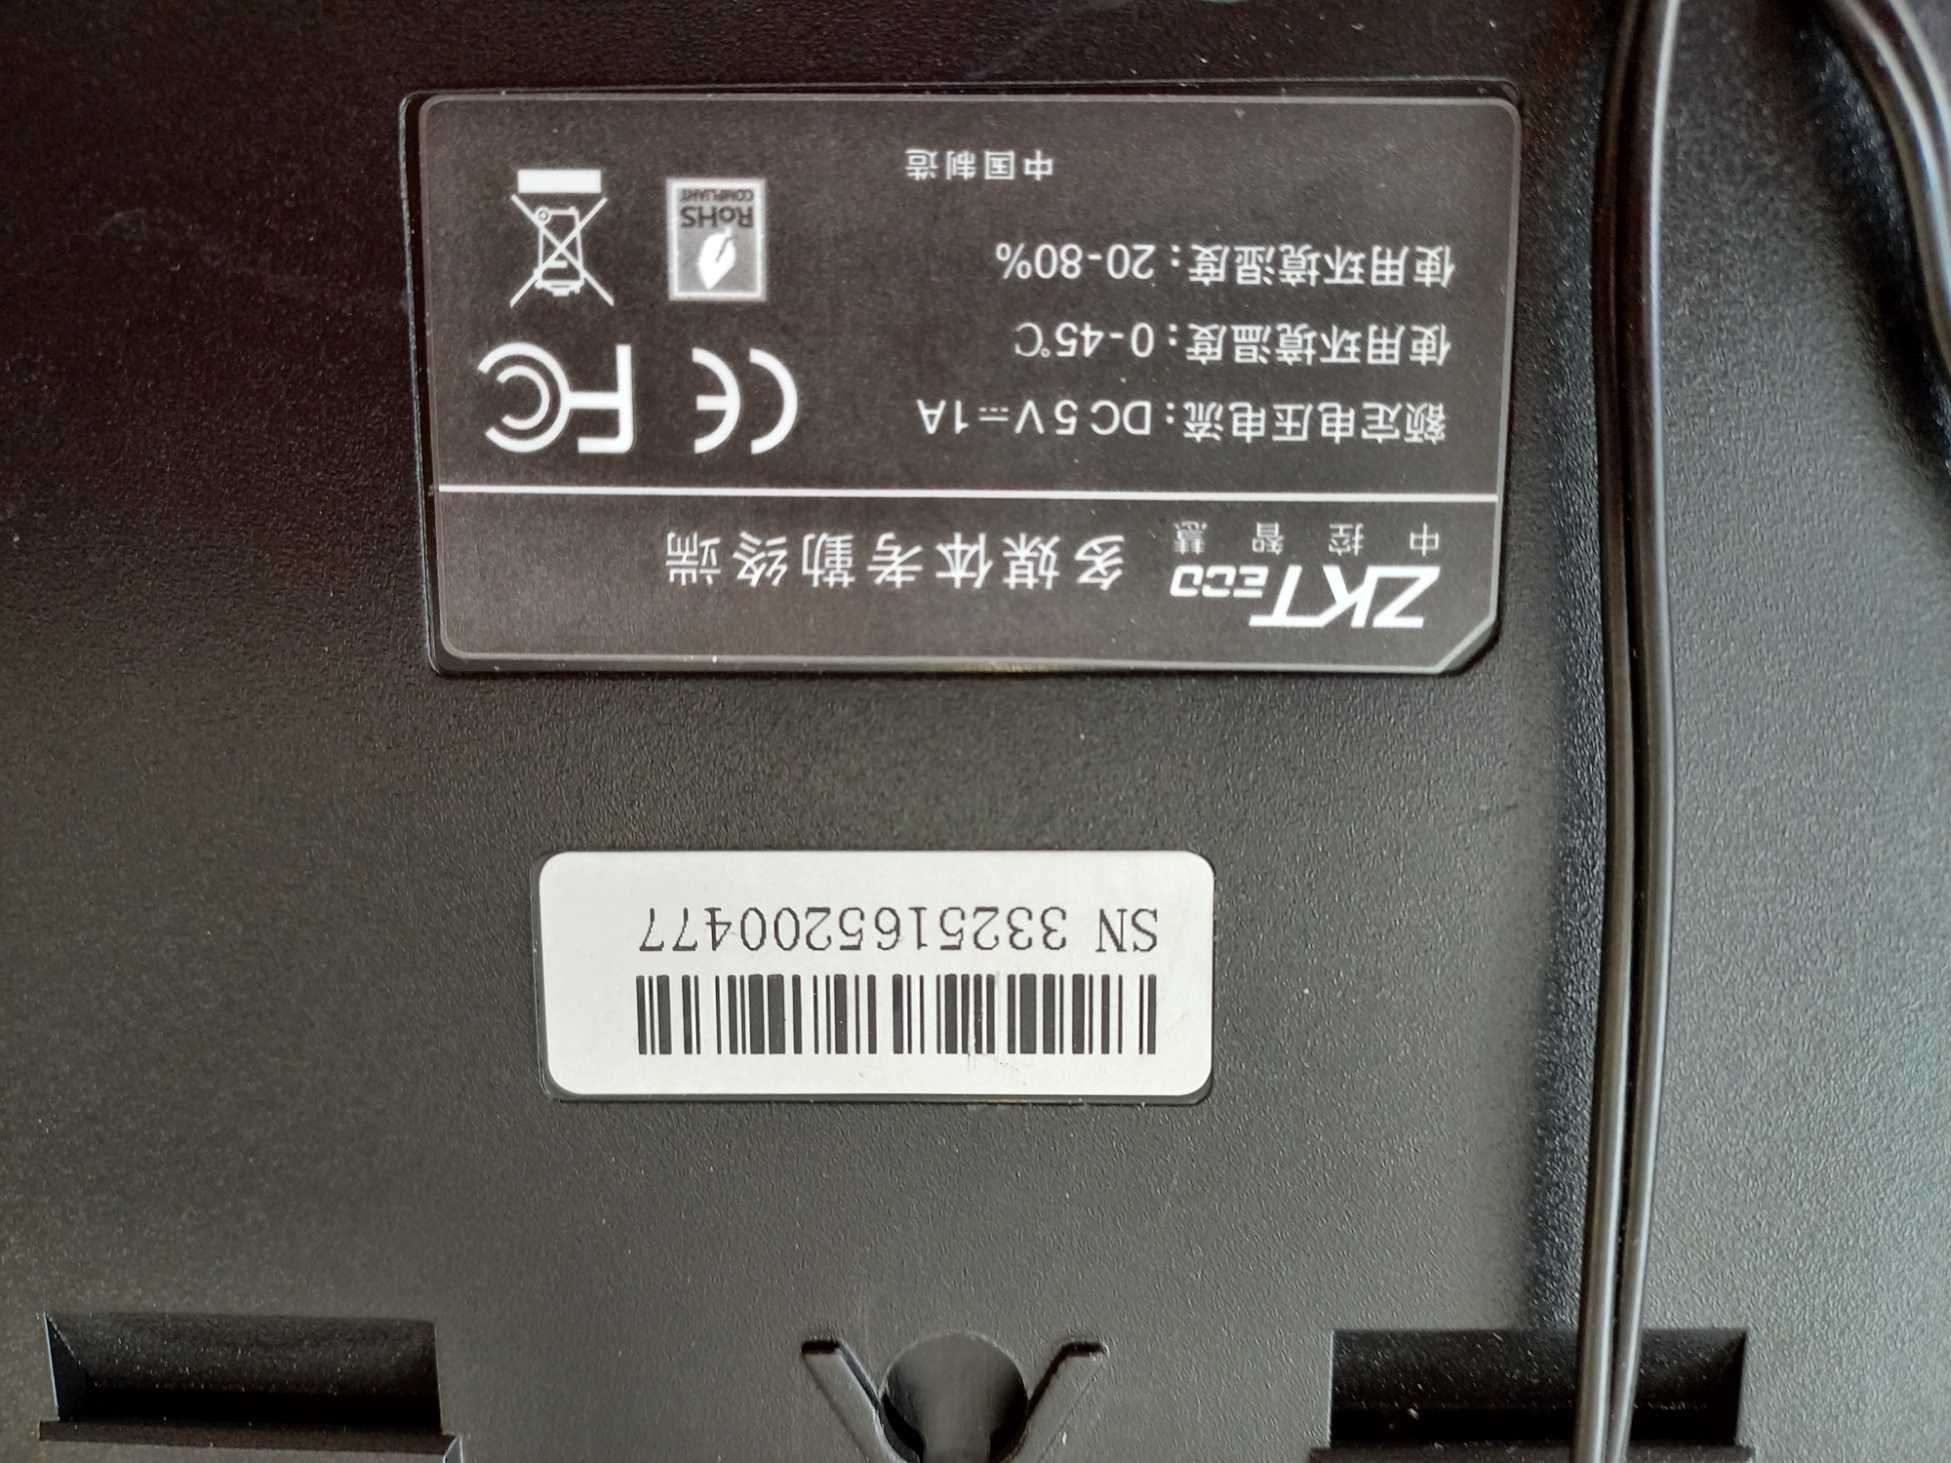 SN 3325165200477
ZKTECO 多媒体考勤终端
中控智慧
额定电压电流：DC 5V⎓1A
使用环境温度：0-45℃
使用环境湿度：20-80%
中国制造
FC CE
RoHS
COMPLIANT